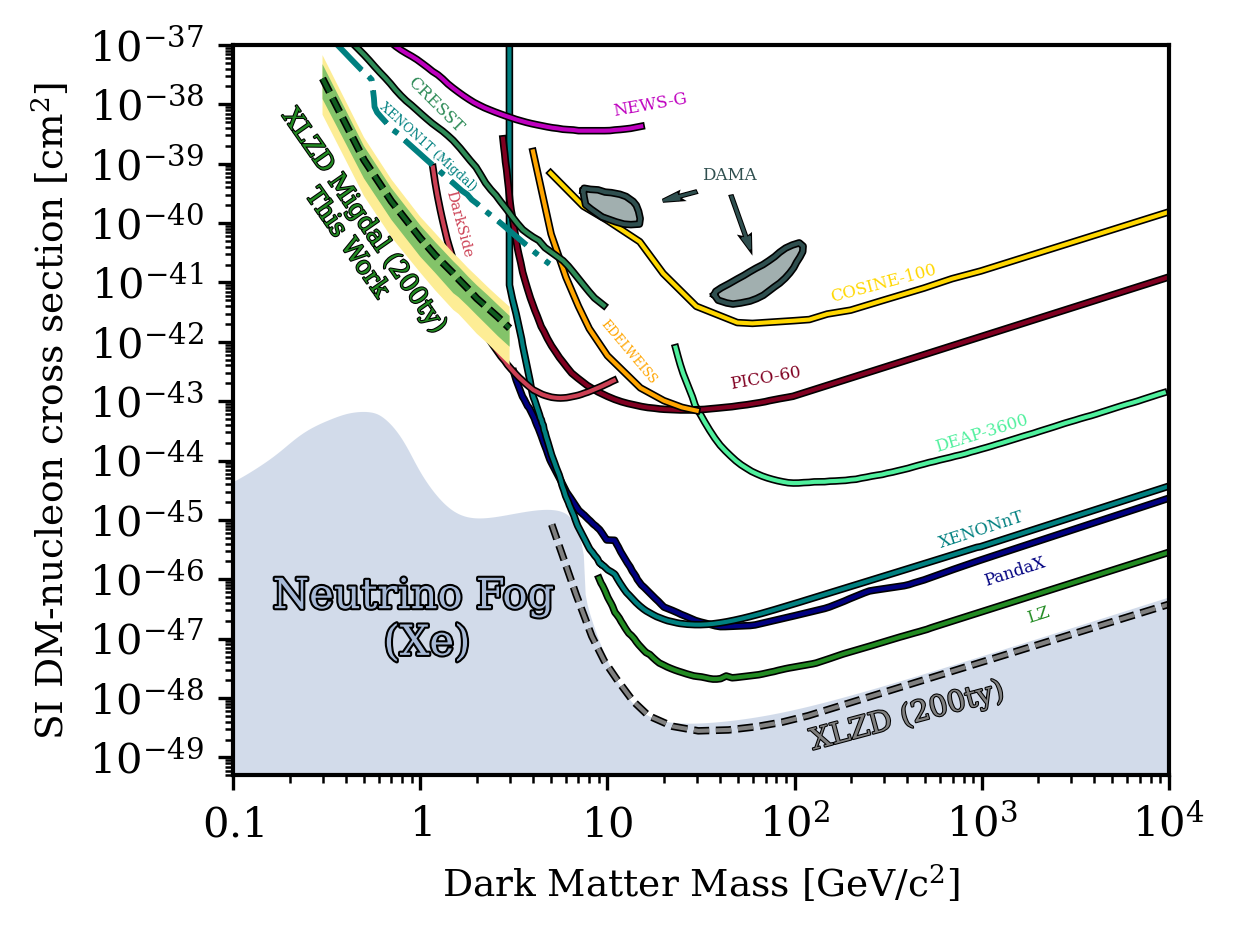 10⁻³⁷
10⁻³⁸
10⁻³⁹
10⁻⁴⁰
10⁻⁴¹
10⁻⁴²
10⁻⁴³
10⁻⁴⁴
10⁻⁴⁵
10⁻⁴⁶
10⁻⁴⁷
10⁻⁴⁸
10⁻⁴⁹
SI DM-nucleon cross section [cm²]
NEWS-G
CRESST
XENON1T (Migdal)
DarkSide
XLZD Migdal (200ty)
This Work
DAMA
COSINE-100
EDELWEISS
PICO-60
DEAP-3600
XENONnT
PandaX
LZ
XLZD (200ty)
Neutrino Fog
(Xe)
0.1 1 10 10² 10³ 10⁴
Dark Matter Mass [GeV/c²]